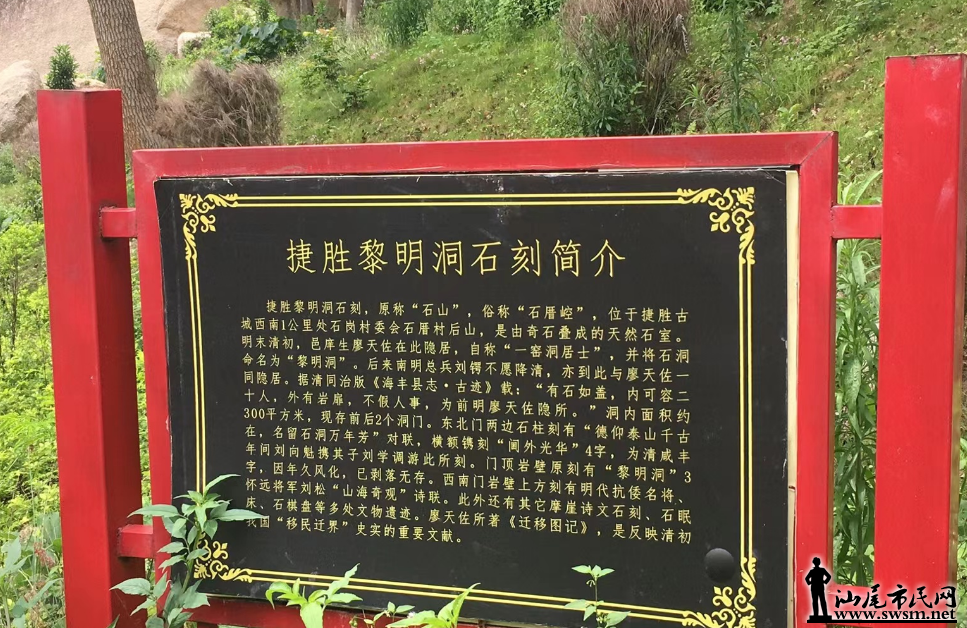 捷胜黎明洞石刻简介
捷胜黎明洞石刻，原称“石山”，俗称“石厝崆”，位于捷胜古
城西南1公里处石岗村委会石厝村后山，是由奇石叠成的天然石室。
明末清初，邑庠生廖天佐在此隐居，自称“一窑洞居士”，并将石洞
命名为“黎明洞”。后来南明总兵刘锷不愿降清，亦到此与廖天佐一
同隐居。据清同治版《海丰县志·古迹》载：“有石如盖，内可容二
十人，外有岩扉，不假人事，为前明廖天佐隐所。”洞内面积约
300平方米，现存前后2个洞门。东北门两边石柱刻有“德仰泰山千古
在，名留石洞万年芳”对联，横额镌刻“阃外光华”4字，为清咸丰
年间刘向魁携其子刘学调游此所刻。门顶岩壁原刻有“黎明洞”3
字，因年久风化，已剥落无存。西南门岩壁上方刻有明代抗倭名将、
怀远将军刘松“山海奇观”诗联。此外还有其它摩崖诗文石刻、石眠
床、石棋盘等多处文物遗迹。廖天佐所著《迁移图记》，是反映清初
我国“移民迁界”史实的重要文献。
汕尾市民网
www.swsm.net